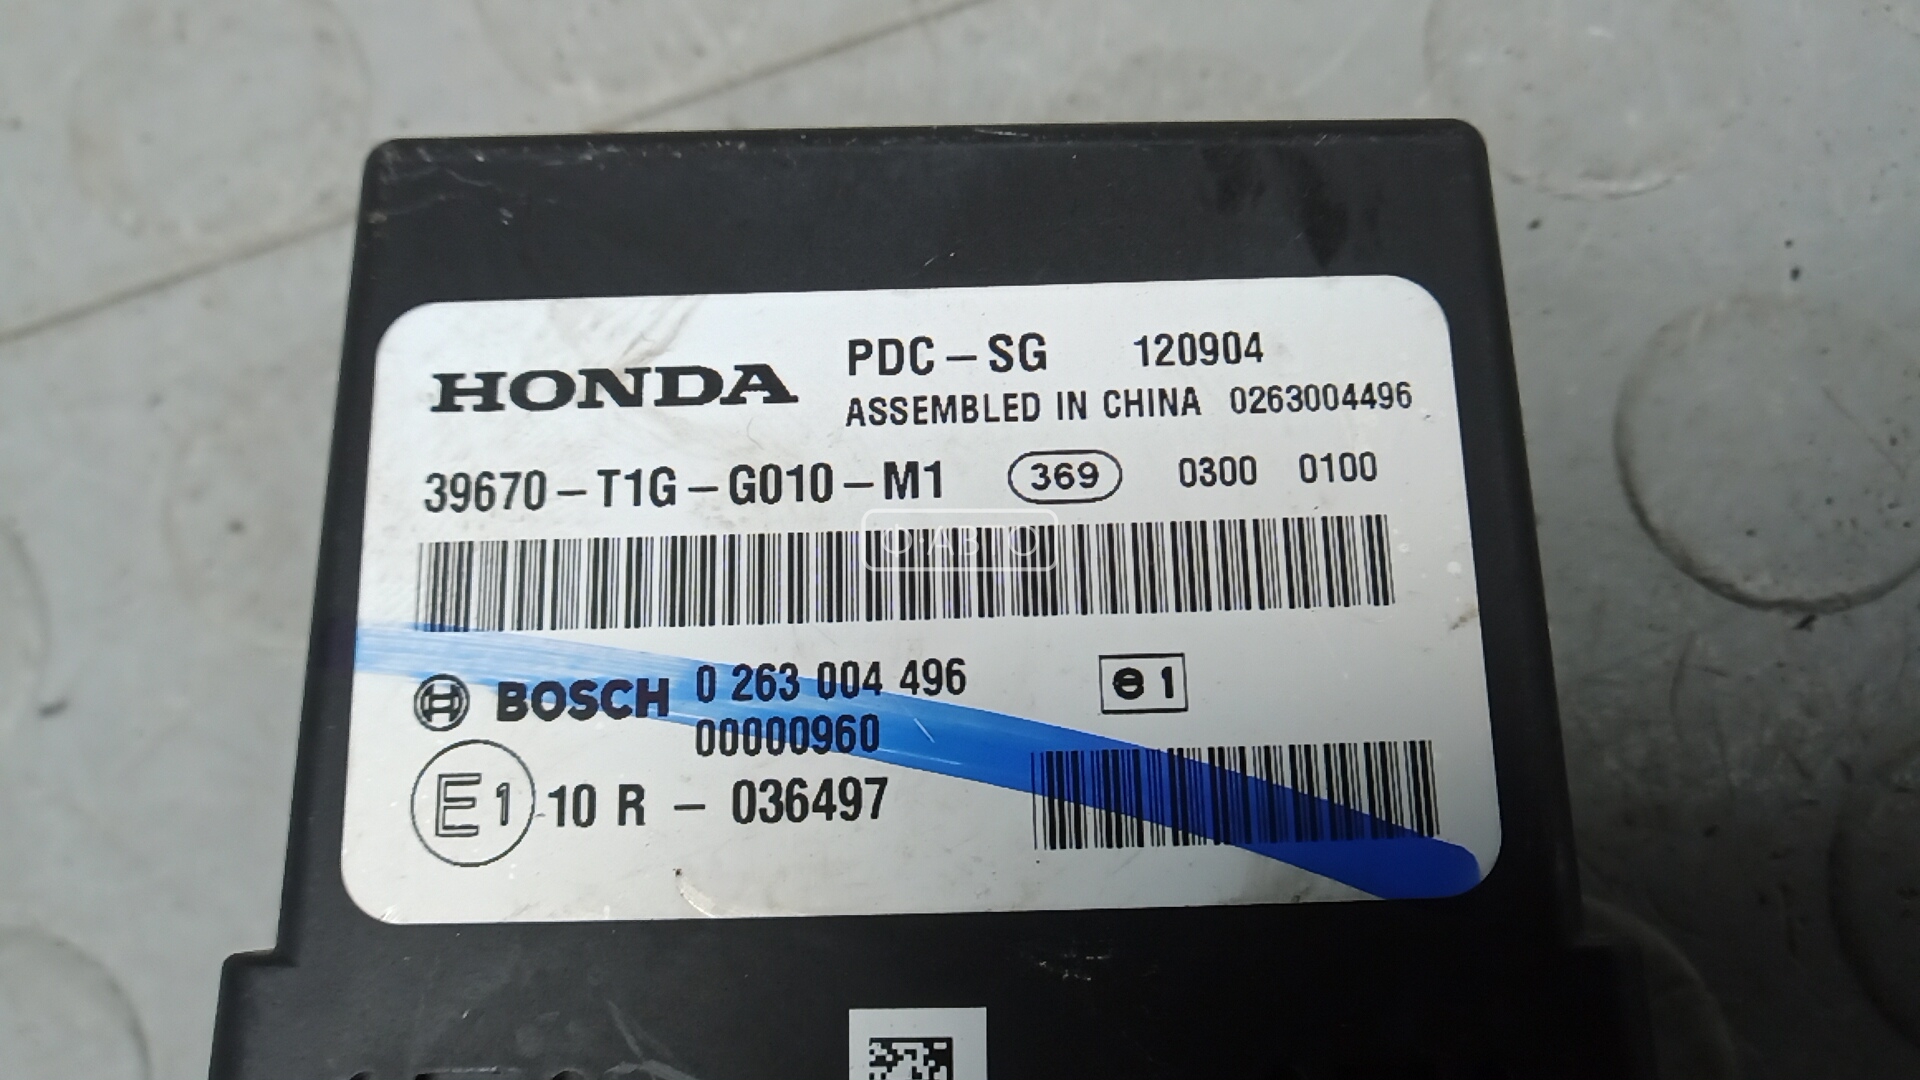 HONDA PDC-SG 120904
ASSEMBLED IN CHINA 0263004496
39670-T1G-G010-M1 369 0300 0100
BOSCH 0 263 004 496
00000960
e1
E1 10 R - 036497